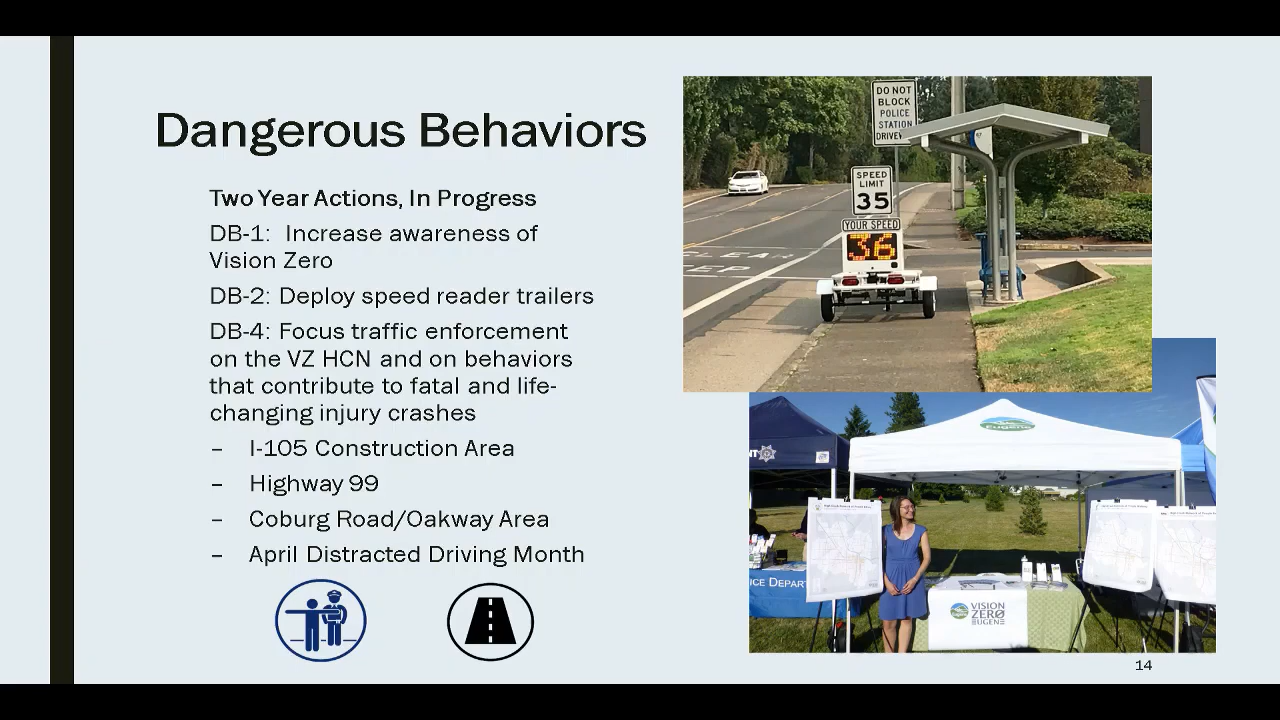 Dangerous Behaviors
Two Year Actions, In Progress
DB-1:  Increase awareness of
Vision Zero
DB-2: Deploy speed reader trailers
DB-4: Focus traffic enforcement
on the VZ HCN and on behaviors
that contribute to fatal and life-
changing injury crashes
– I-105 Construction Area
– Highway 99
– Coburg Road/Oakway Area
– April Distracted Driving Month
DO NOT
BLOCK
POLICE
STATION
SPEED
LIMIT
35
YOUR SPEED
36
Eugene
VISION
ZERO
EUGENE
14